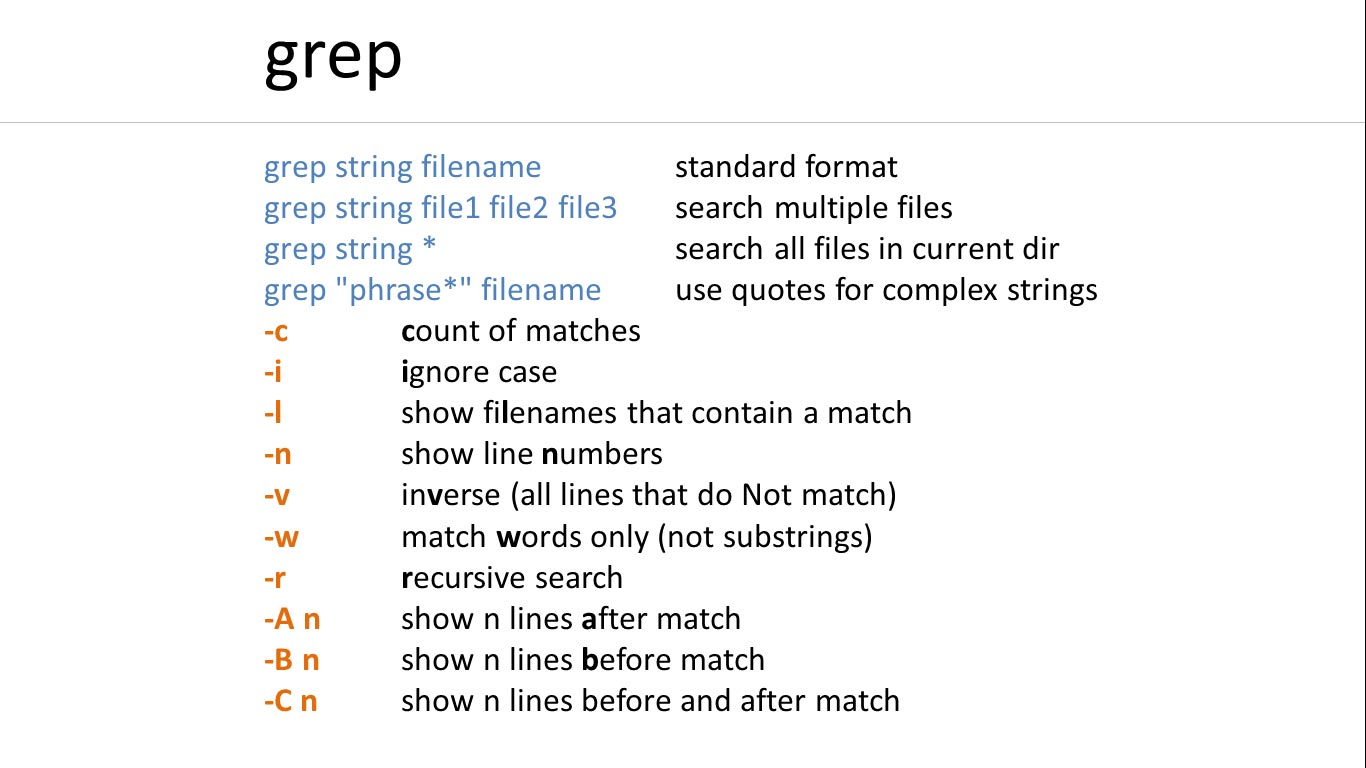 grep
grep string filename standard format
grep string file1 file2 file3 search multiple files
grep string * search all files in current dir
grep "phrase*" filename use quotes for complex strings
-c count of matches
-i ignore case
-l show filenames that contain a match
-n show line numbers
-v inverse (all lines that do Not match)
-w match words only (not substrings)
-r recursive search
-A n show n lines after match
-B n show n lines before match
-C n show n lines before and after match